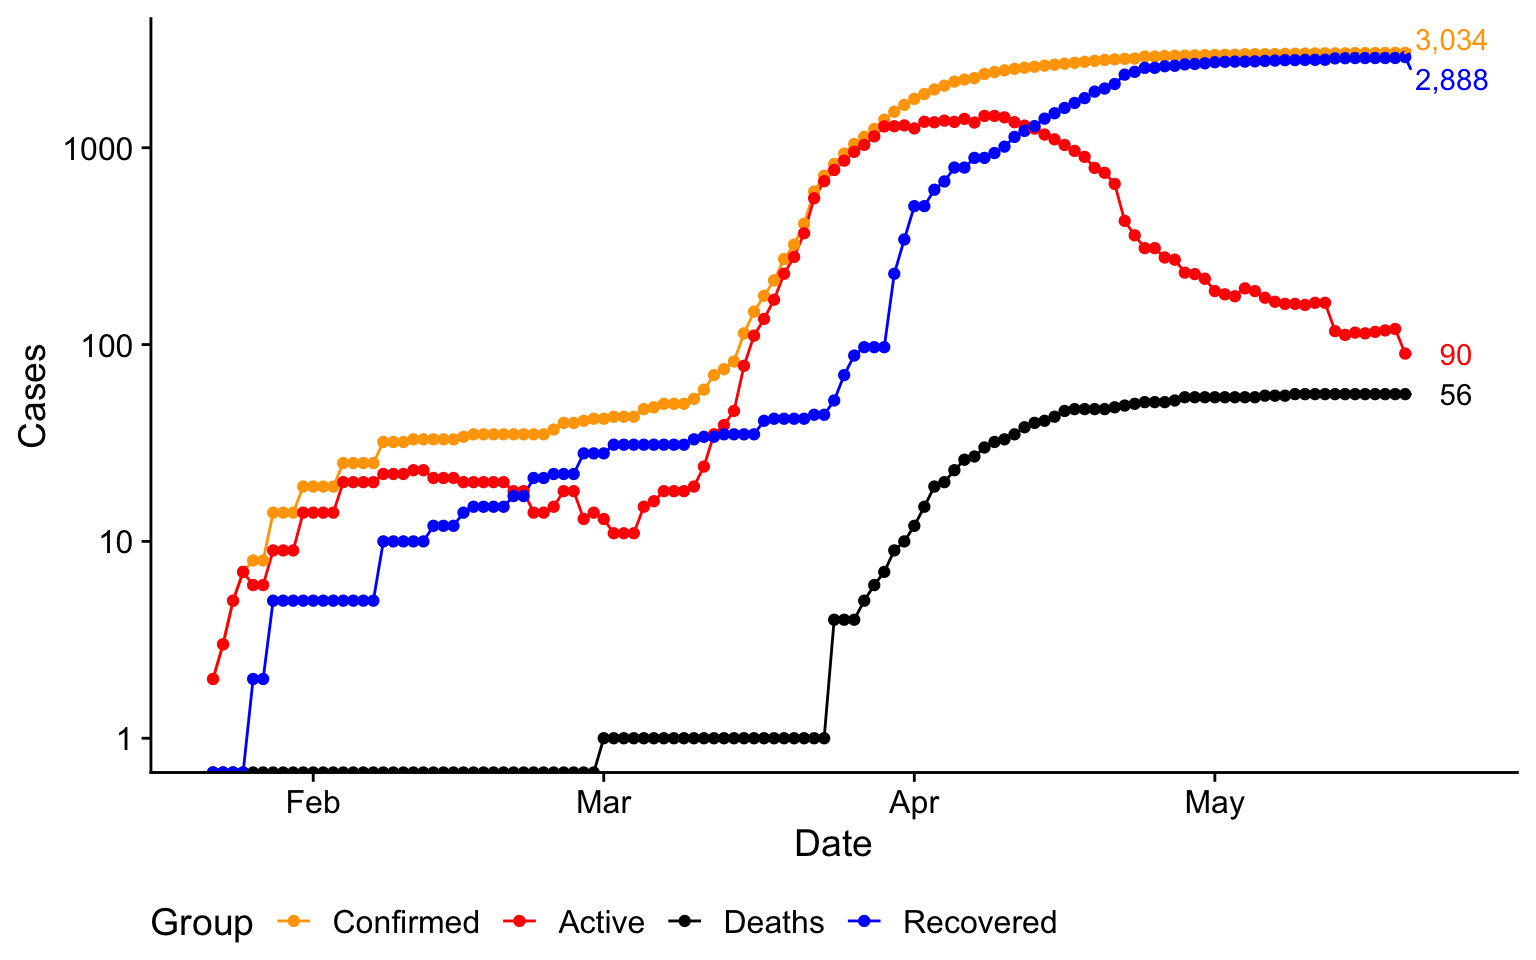 3,034
2,888
1000
100
90
56
10
1
Cases
Feb Mar Apr May
Date
Group Confirmed Active Deaths Recovered